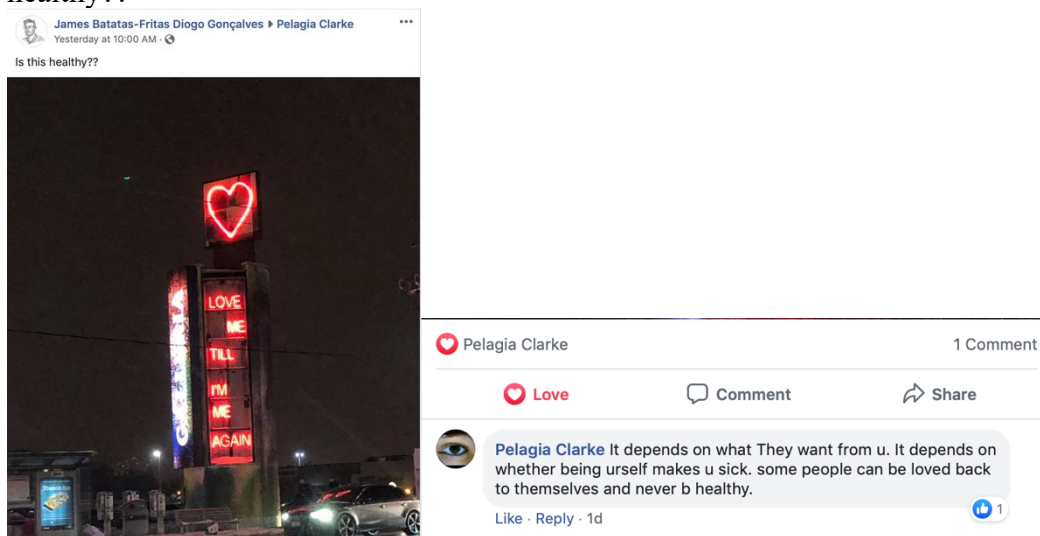 healthy??
James Batatas-Fritas Diogo Gonçalves ▸ Pelagia Clarke
Yesterday at 10:00 AM ·
Is this healthy??
LOVE
ME
TILL
I'M
ME
AGAIN
Pelagia Clarke
1 Comment
Love
Comment
Share
Pelagia Clarke It depends on what They want from u. It depends on
whether being urself makes u sick. some people can be loved back
to themselves and never b healthy.
1
Like · Reply · 1d